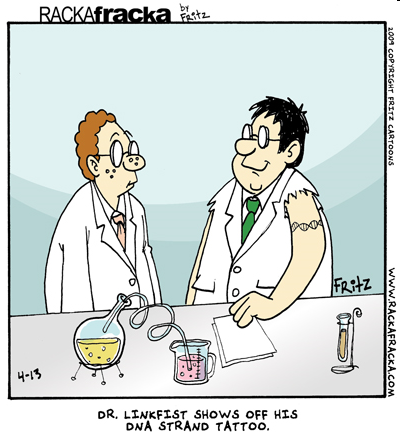 RACKAfracka
by
Fritz
2009 COPYRIGHT FRITZ CARTOONS
WWW.RACKAFRACKA.COM
FRitZ
4-13
DR. LINKFIST SHOWS OFF HIS
DNA STRAND TATTOO.